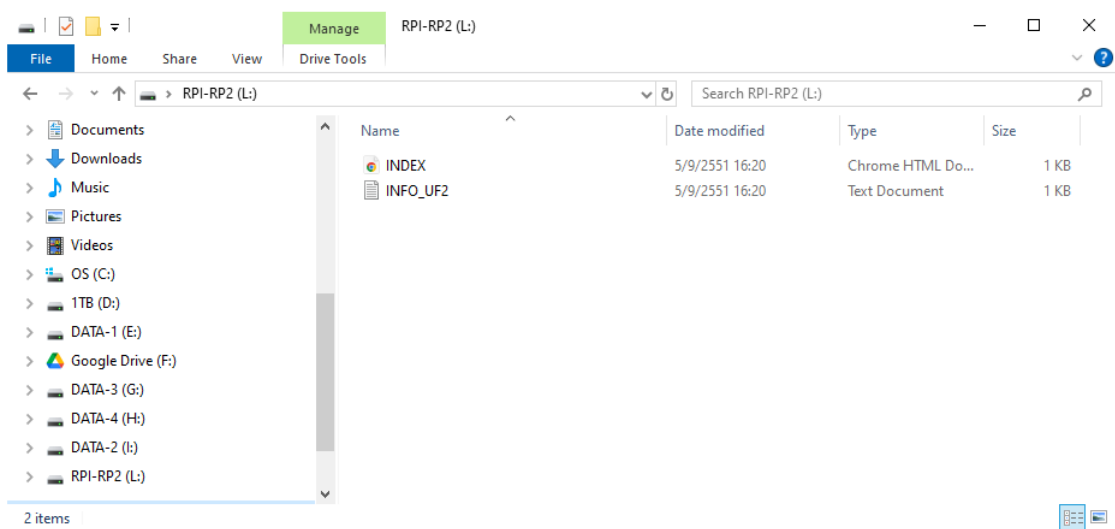 Manage RPI-RP2 (L:)
File Home Share View Drive Tools
RPI-RP2 (L:) Search RPI-RP2 (L:)
Documents
Downloads
Music
Pictures
Videos
OS (C:)
1TB (D:)
DATA-1 (E:)
Google Drive (F:)
DATA-3 (G:)
DATA-4 (H:)
DATA-2 (I:)
RPI-RP2 (L:)
Name Date modified Type Size
INDEX 5/9/2551 16:20 Chrome HTML Do... 1 KB
INFO_UF2 5/9/2551 16:20 Text Document 1 KB
2 items